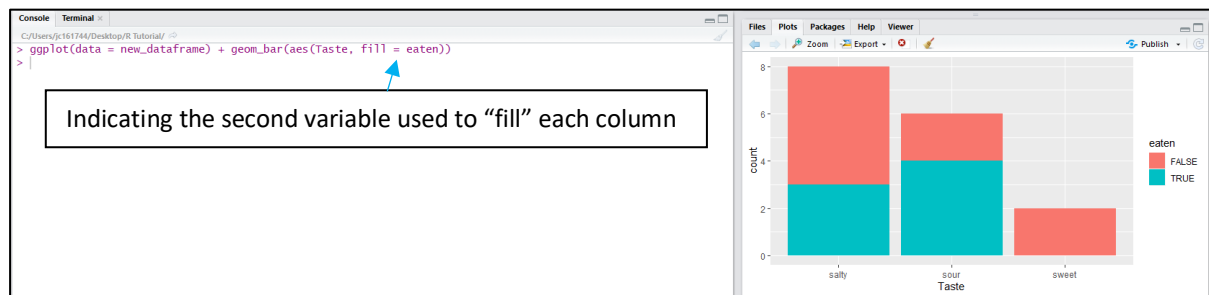 Console Terminal ×
C:/Users/jc161744/Desktop/R Tutorial/
> ggplot(data = new_dataframe) + geom_bar(aes(Taste, fill = eaten))
>
Indicating the second variable used to “fill” each column
Files Plots Packages Help Viewer
Zoom Export Publish
8
6
4
2
0
count
salty sour sweet
Taste
eaten
FALSE
TRUE